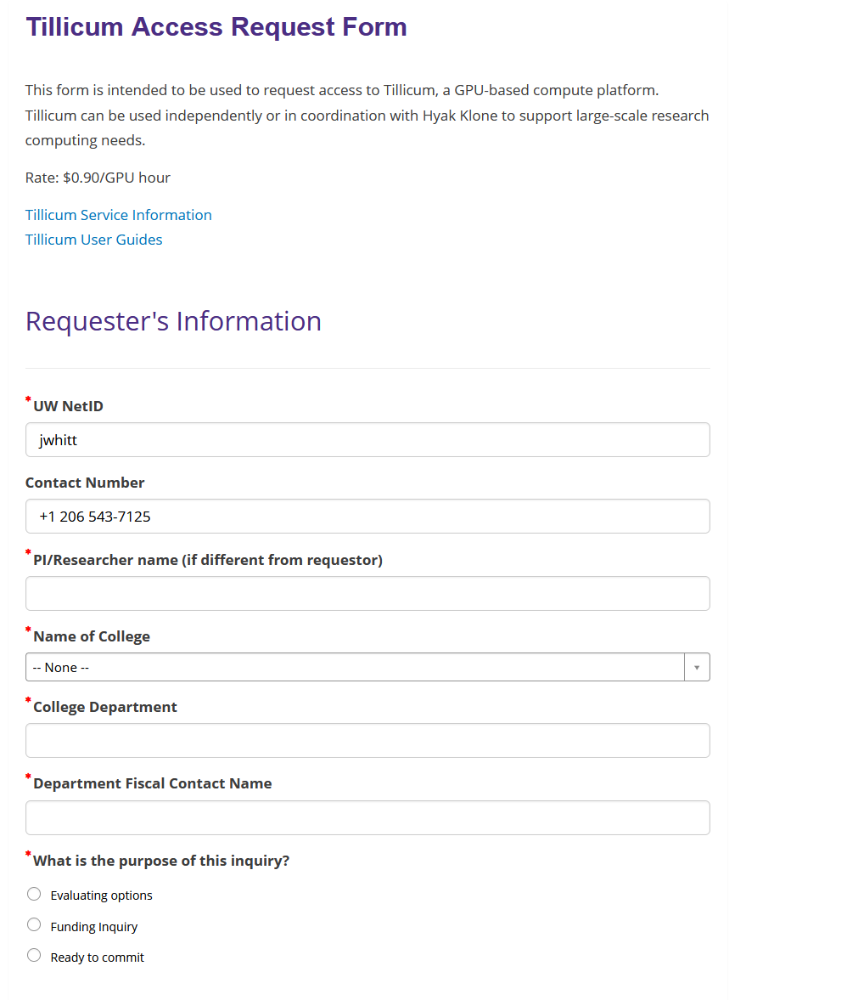 Tillicum Access Request Form
This form is intended to be used to request access to Tillicum, a GPU-based compute platform.
Tillicum can be used independently or in coordination with Hyak Klone to support large-scale research
computing needs.
Rate: $0.90/GPU hour
Tillicum Service Information
Tillicum User Guides
Requester's Information
* UW NetID
jwhitt
Contact Number
+1 206 543-7125
* PI/Researcher name (if different from requestor)
* Name of College
-- None --
* College Department
* Department Fiscal Contact Name
* What is the purpose of this inquiry?
Evaluating options
Funding Inquiry
Ready to commit